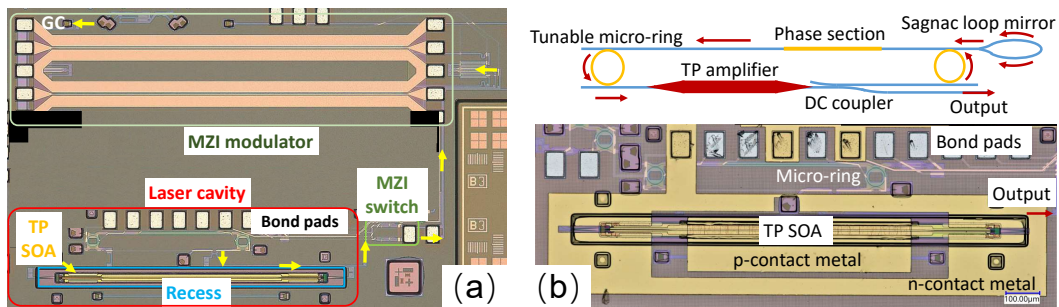 GC
MZI modulator
Laser cavity
MZI
switch
TP
SOA
Bond pads
Recess
B3
(a)
Tunable micro-ring
Phase section
Sagnac loop mirror
TP amplifier
DC coupler
Output
Bond pads
Micro-ring
Output
TP SOA
p-contact metal
n-contact metal
100.00μm
(b)